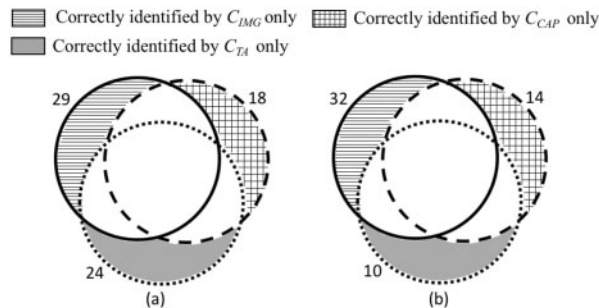 Correctly identified by C_IMG only
Correctly identified by C_CAP only
Correctly identified by C_TA only
29
18
32
14
24
10
(a)
(b)